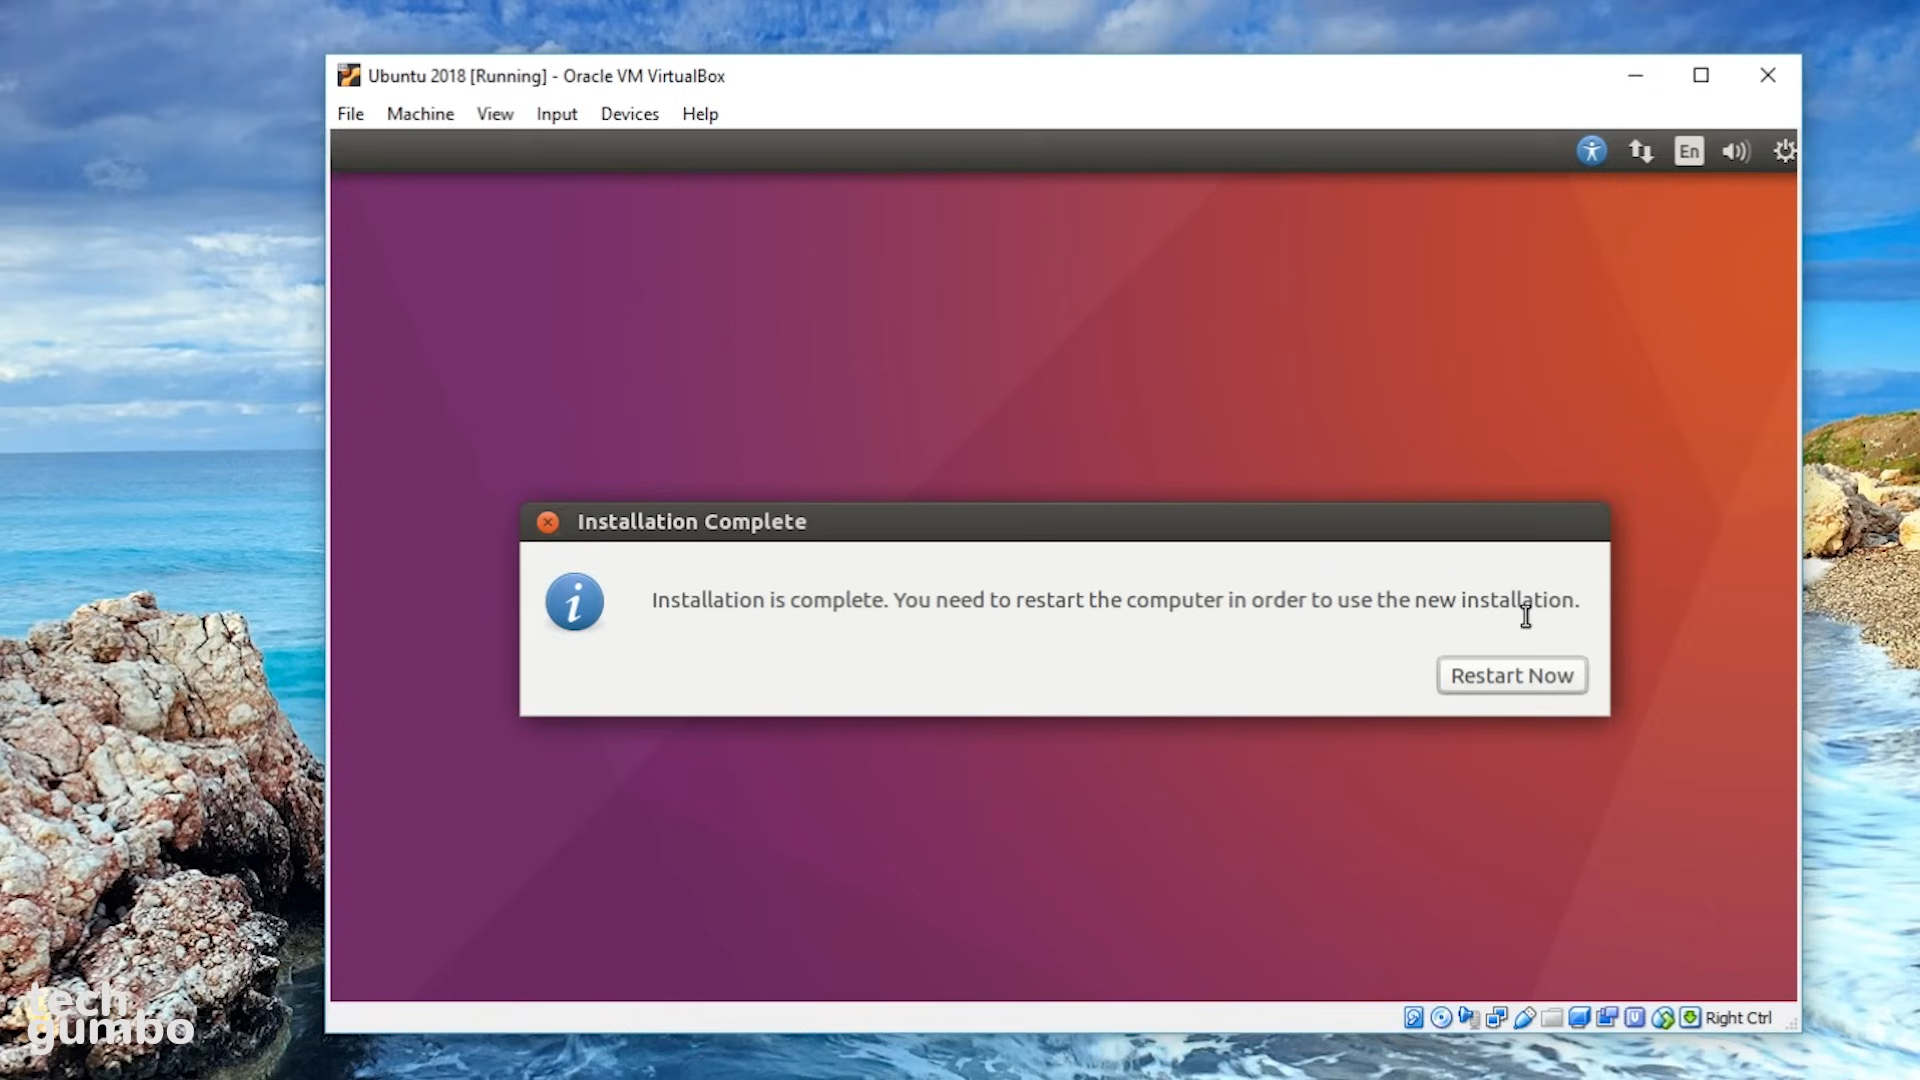 Ubuntu 2018 [Running] - Oracle VM VirtualBox
File Machine View Input Devices Help
En
Installation Complete
Installation is complete. You need to restart the computer in order to use the new installation.
Restart Now
Right Ctrl
tech
gumbo